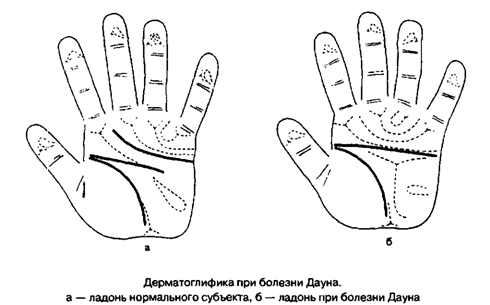 а
б
Дерматоглифика при болезни Дауна.
а — ладонь нормального субъекта, б — ладонь при болезни Дауна